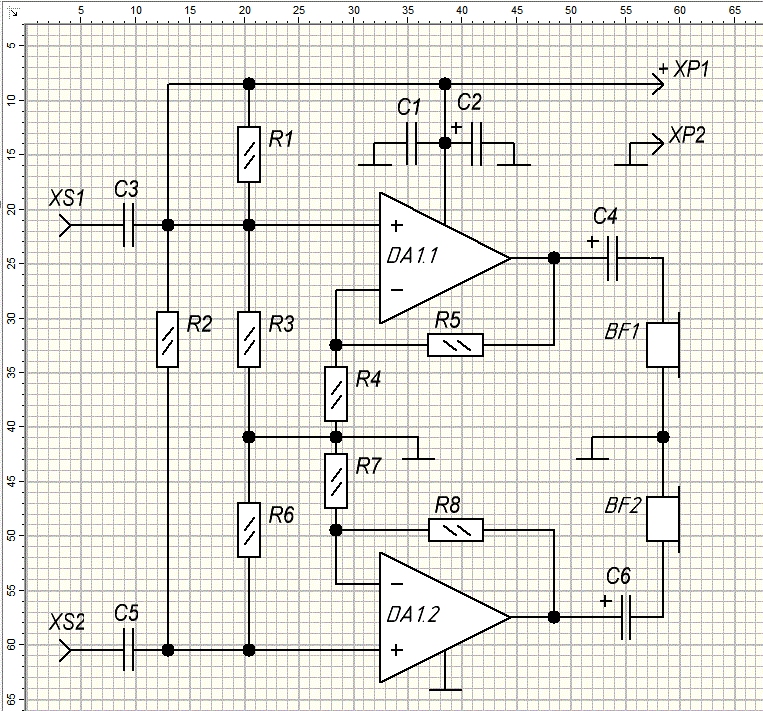 5 10 15 20 25 30 35 40 45 50 55 60 65
5
10
15
20
25
30
35
40
45
50
55
60
65
+ XP1
C1
+ C2
R1
XP2
XS1
C3
+
C4
+
DA1.1
−
R2
R3
R5
BF1
R4
R7
R6
R8
BF2
−
C6
+
XS2
C5
DA1.2
+